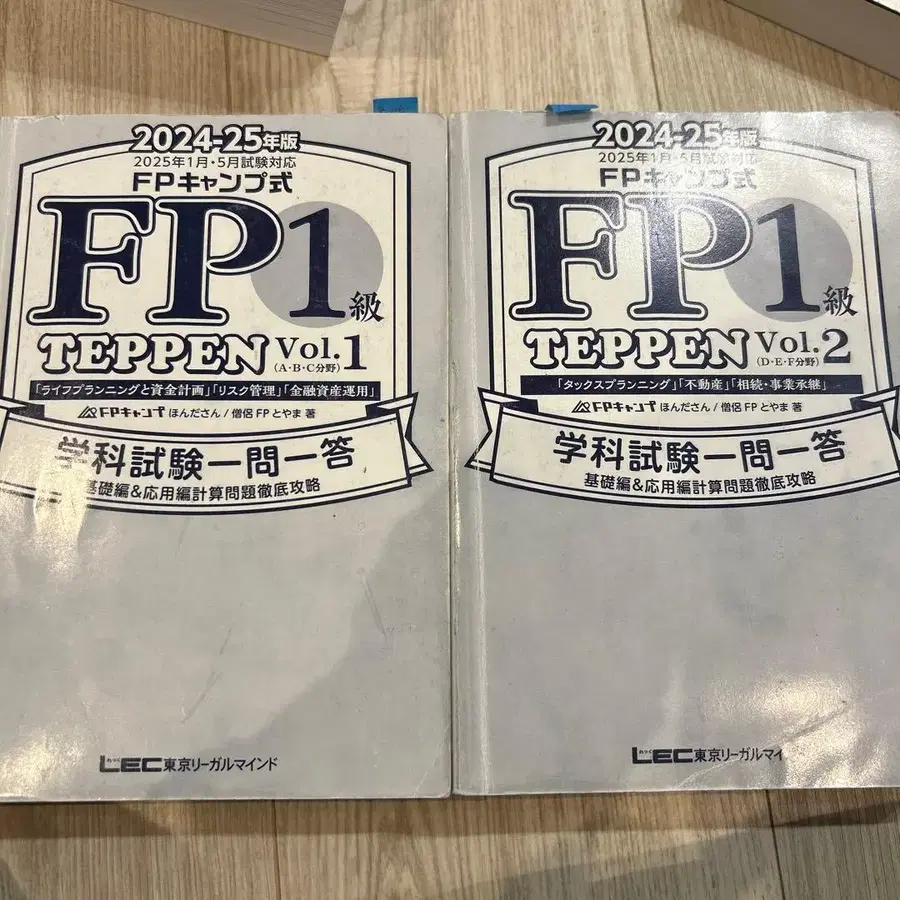 2024-25年版
2025年1月・5月試験対応
FPキャンプ式
FP1級
TEPPEN Vol.1
(A・B・C分野)
「ライフプランニングと資金計画」「リスク管理」「金融資産運用」
FPキャンプ ほんださん/僧侶FP とやま 著
学科試験一問一答
基礎編&応用編計算問題徹底攻略
LEC東京リーガルマインド
2024-25年版
2025年1月・5月試験対応
FPキャンプ式
FP1級
TEPPEN Vol.2
(D・E・F分野)
「タックスプランニング」「不動産」「相続・事業承継」
FPキャンプ ほんださん/僧侶FP とやま 著
学科試験一問一答
基礎編&応用編計算問題徹底攻略
LEC東京リーガルマイ